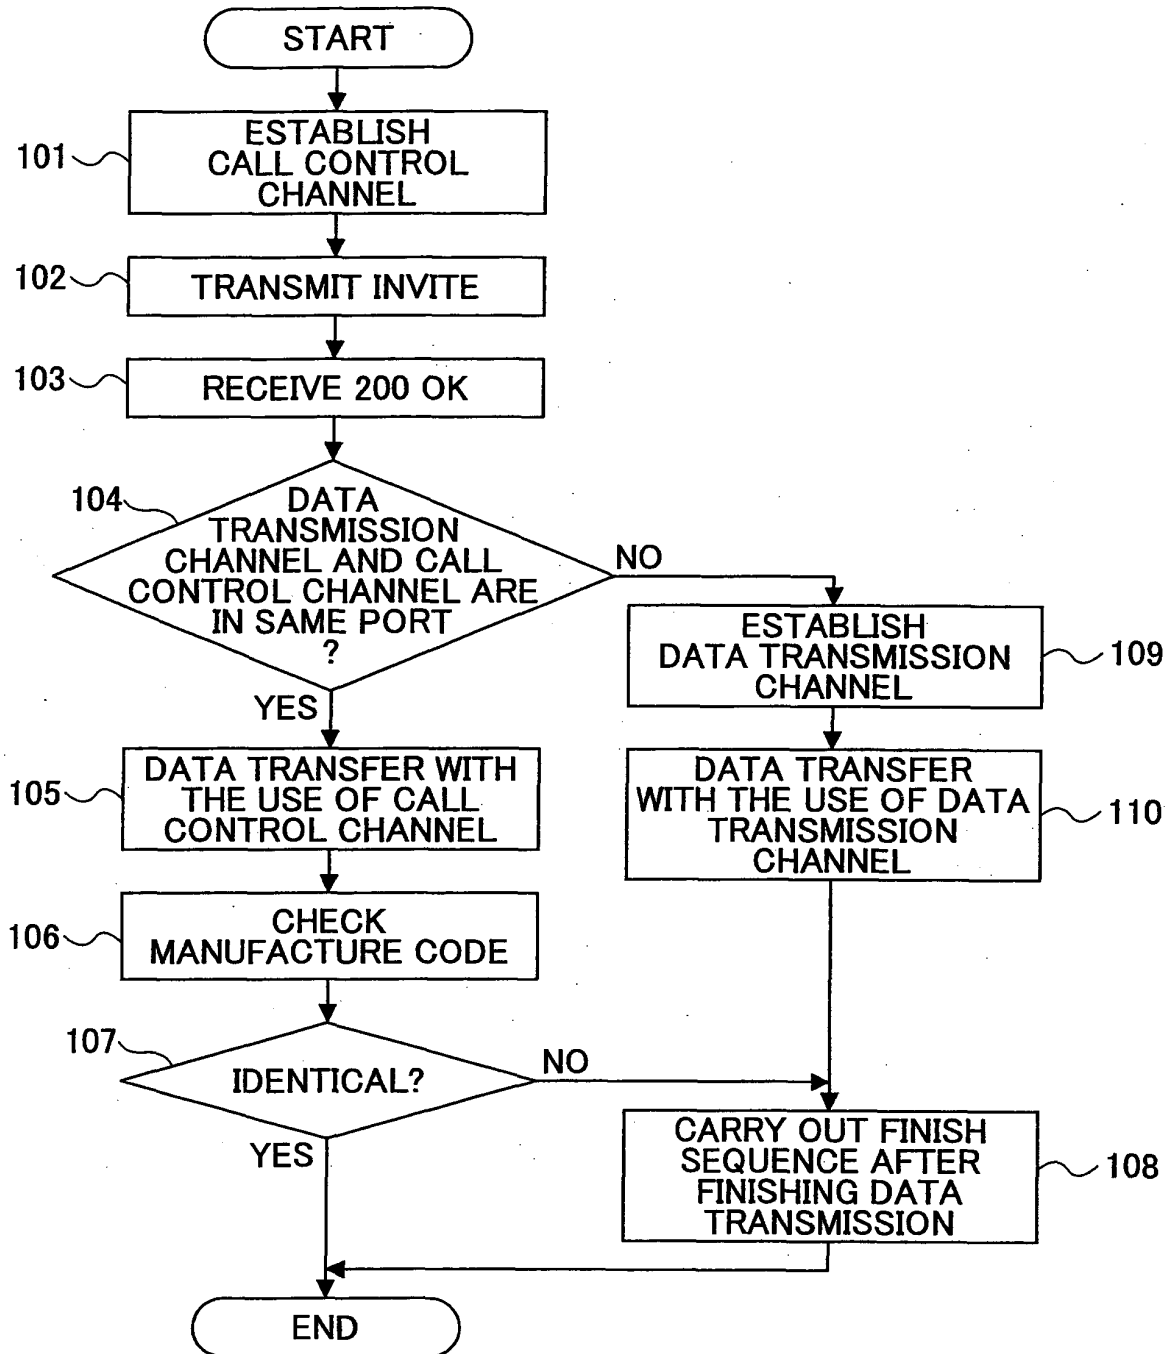 START
101
ESTABLISH
CALL CONTROL
CHANNEL
102
TRANSMIT INVITE
103
RECEIVE 200 OK
104
DATA
TRANSMISSION
CHANNEL AND CALL
CONTROL CHANNEL ARE
IN SAME PORT
?
NO
YES
ESTABLISH
DATA TRANSMISSION
CHANNEL
109
105
DATA TRANSFER WITH
THE USE OF CALL
CONTROL CHANNEL
DATA TRANSFER
WITH THE USE OF DATA
TRANSMISSION
CHANNEL
110
106
CHECK
MANUFACTURE CODE
107
IDENTICAL?
NO
YES
CARRY OUT FINISH
SEQUENCE AFTER
FINISHING DATA
TRANSMISSION
108
END